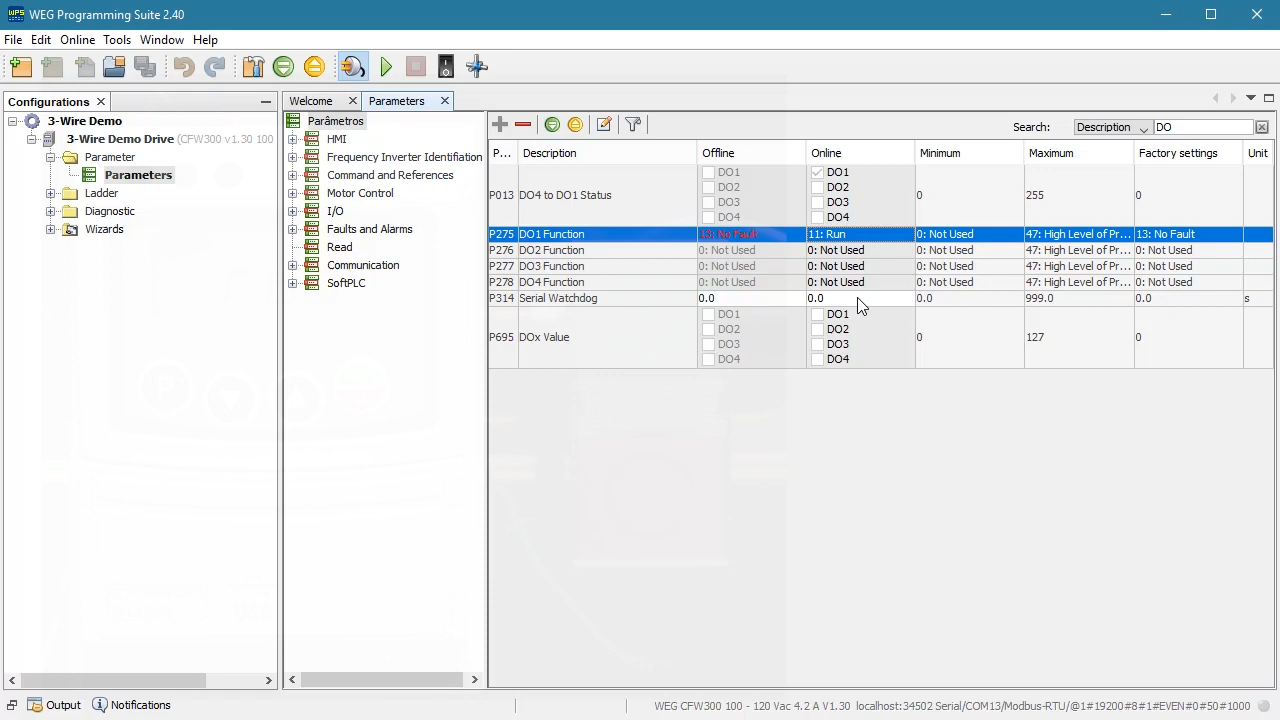 WEG Programming Suite 2.40
File Edit Online Tools Window Help
Configurations
3-Wire Demo
3-Wire Demo Drive (CFW300 v1.30 100
Parameter
Parameters
Ladder
Diagnostic
Wizards
Welcome Parameters
Parâmetros
HMI
Frequency Inverter Identifiation
Command and References
Motor Control
I/O
Faults and Alarms
Read
Communication
SoftPLC
Search: Description DO
P... Description Offline Online Minimum Maximum Factory settings Unit
P013 DO4 to DO1 Status DO1 DO2 DO3 DO4 DO1 DO2 DO3 DO4 0 255 0
P275 DO1 Function 13: No Fault 11: Run 0: Not Used 47: High Level of Pr... 13: No Fault
P276 DO2 Function 0: Not Used 0: Not Used 0: Not Used 47: High Level of Pr... 0: Not Used
P277 DO3 Function 0: Not Used 0: Not Used 0: Not Used 47: High Level of Pr... 0: Not Used
P278 DO4 Function 0: Not Used 0: Not Used 0: Not Used 47: High Level of Pr... 0: Not Used
P314 Serial Watchdog 0.0 0.0 0.0 999.0 0.0 s
P695 DOx Value DO1 DO2 DO3 DO4 DO1 DO2 DO3 DO4 0 127 0
Output Notifications
WEG CFW300 100 - 120 Vac 4.2 A V1.30 localhost:34502 Serial/COM13/Modbus-RTU/@1#19200#8#1#EVEN#0#50#1000